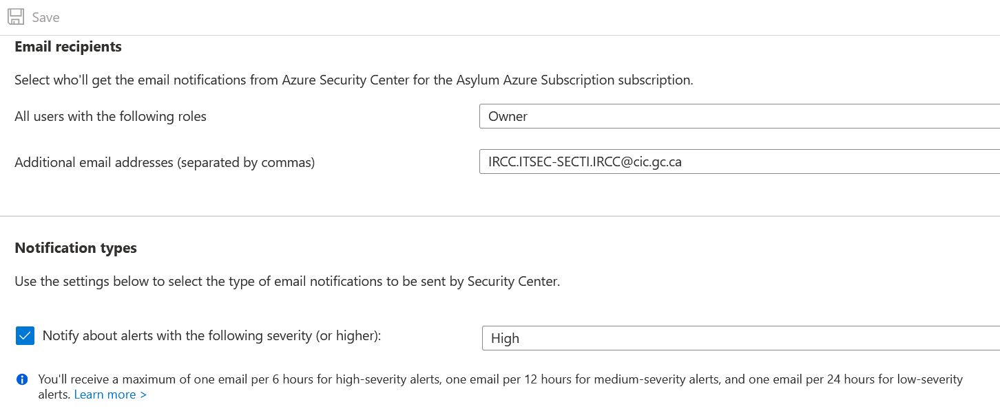 Save
Email recipients
Select who'll get the email notifications from Azure Security Center for the Asylum Azure Subscription subscription.
All users with the following roles
Owner
Additional email addresses (separated by commas)
IRCC.ITSEC-SECTI.IRCC@cic.gc.ca
Notification types
Use the settings below to select the type of email notifications to be sent by Security Center.
Notify about alerts with the following severity (or higher):
High
You'll receive a maximum of one email per 6 hours for high-severity alerts, one email per 12 hours for medium-severity alerts, and one email per 24 hours for low-severity
alerts. Learn more >